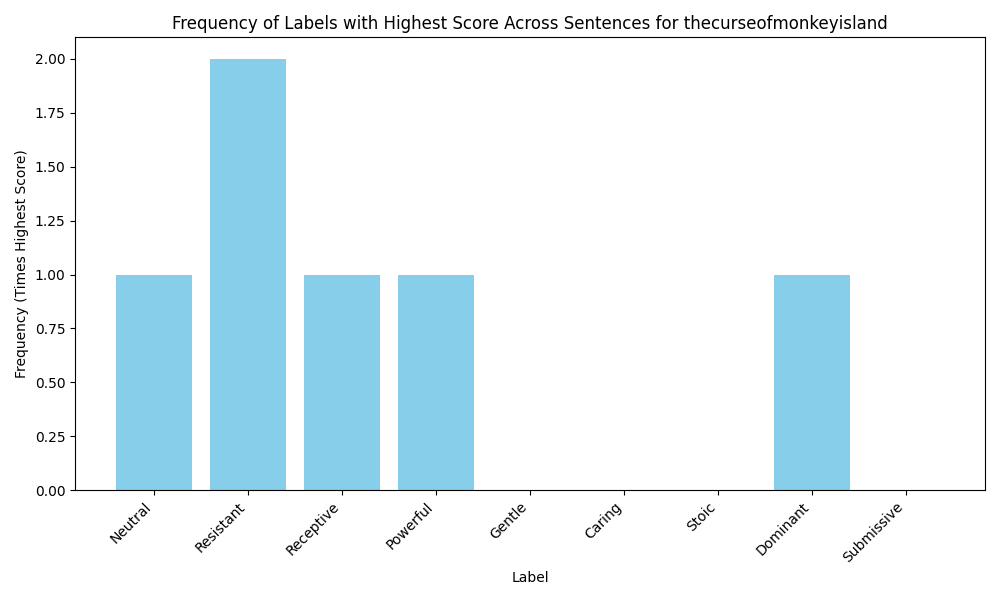 Frequency of Labels with Highest Score Across Sentences for thecurseofmonkeyisland
Frequency (Times Highest Score)
2.00
1.75
1.50
1.25
1.00
0.75
0.50
0.25
0.00
Neutral
Resistant
Receptive
Powerful
Gentle
Caring
Stoic
Dominant
Submissive
Label